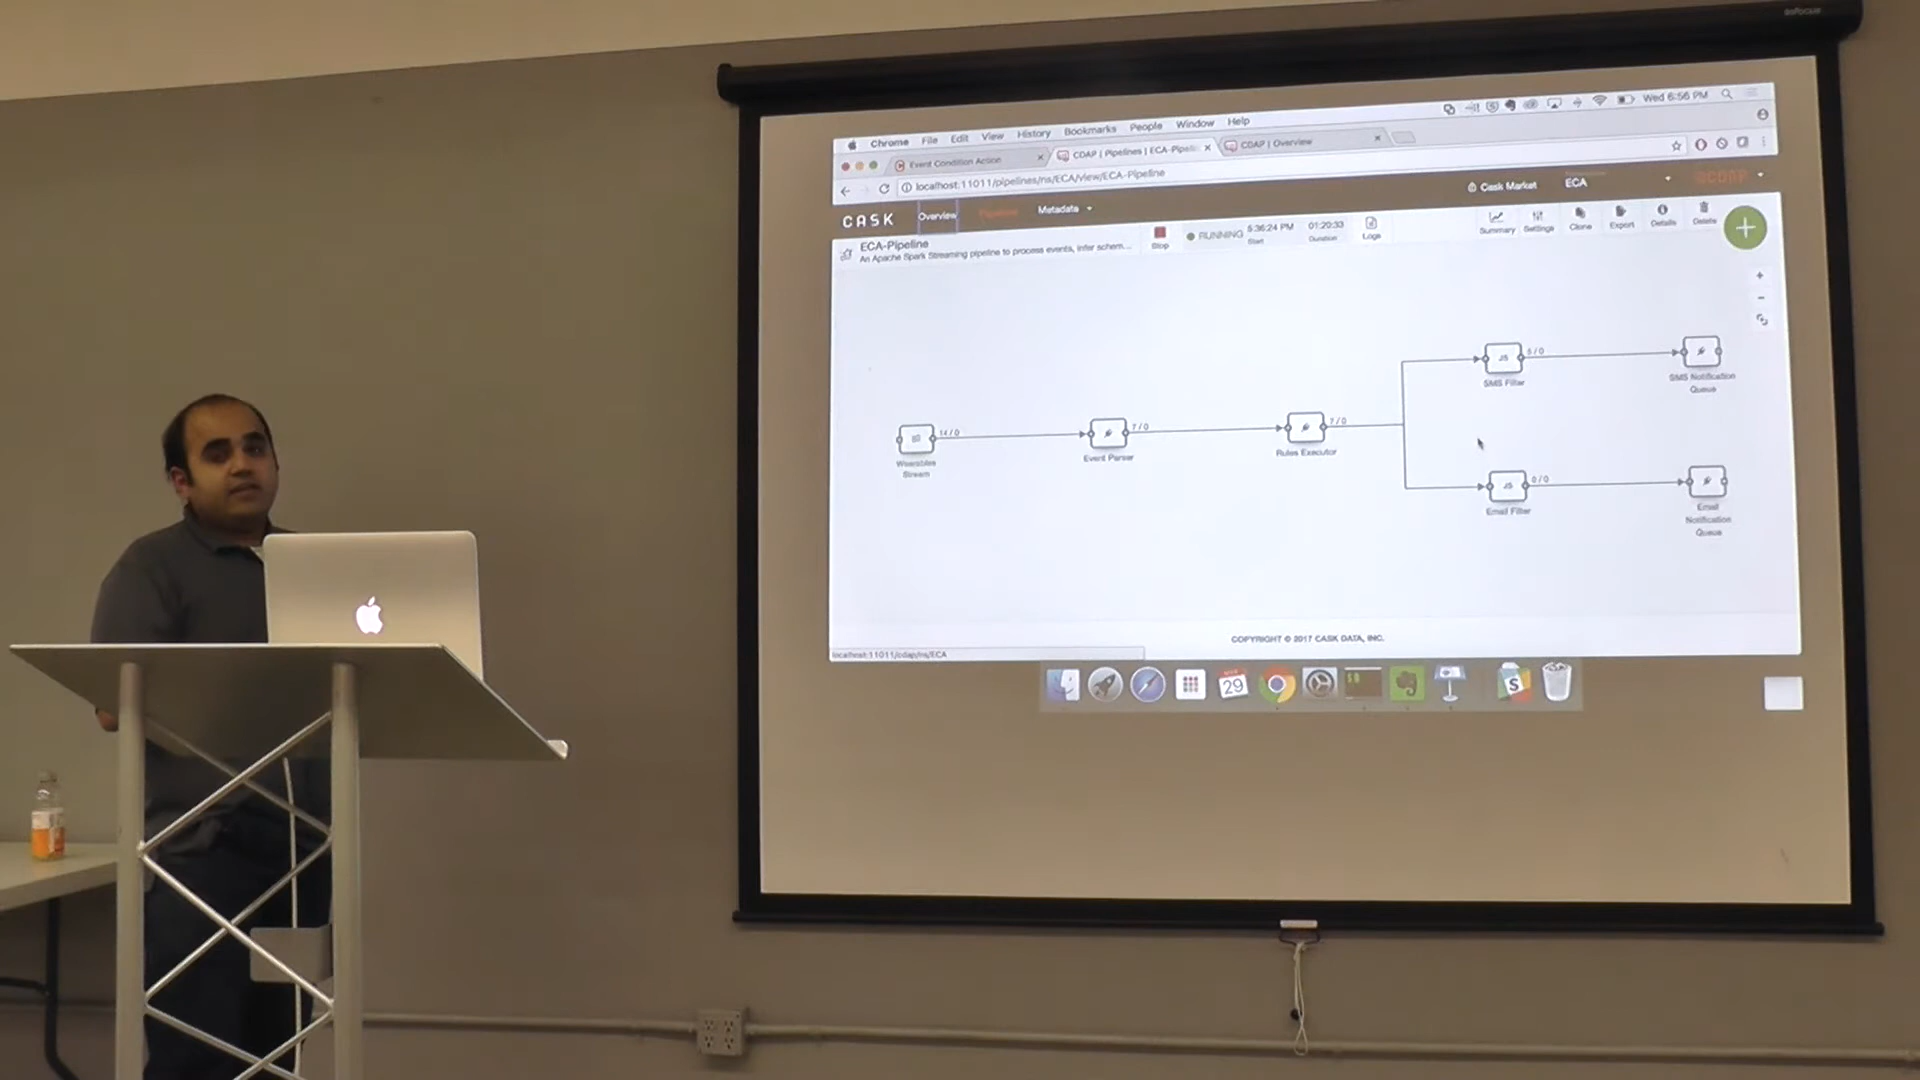 Chrome File Edit View History Bookmarks People Window Help Wed 6:56 PM
Event Condition Action CDAP | Pipelines | ECA-Pipeli CDAP | Overview
localhost:11011/pipelines/ns/ECA/view/ECA-Pipeline
CASK Overview Pipelines Metadata Cask Market ECA
ECA-Pipeline
An Apache Spark Streaming pipeline to process events, infer schem...
Stop
RUNNING
5:36:24 PM
Start
01:20:33
Duration
Logs
Summary Settings Clone Export Details Delete
14 / 0
Wearables
Stream
7 / 0
Event Parser
7 / 0
Rules Executor
JS
5 / 0
SMS Filter
SMS Notification
Queue
JS
0 / 0
Email Filter
Email
Notification
Queue
COPYRIGHT © 2017 CASK DATA, INC.
localhost:11011/cdap/ns/ECA
29
S